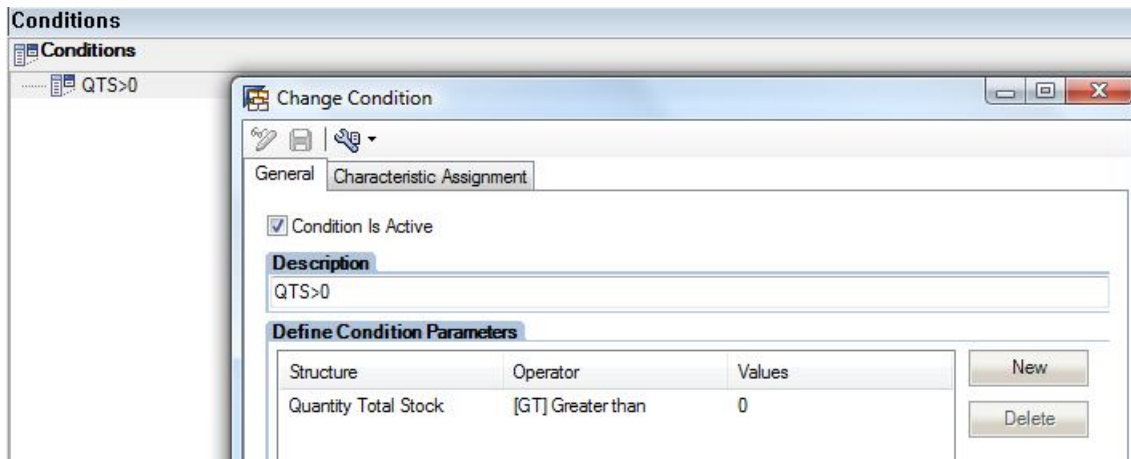 Conditions
Conditions
QTS>0
Change Condition
General Characteristic Assignment
Condition Is Active
Description
QTS>0
Define Condition Parameters
Structure Operator Values
Quantity Total Stock [GT] Greater than 0
New
Delete